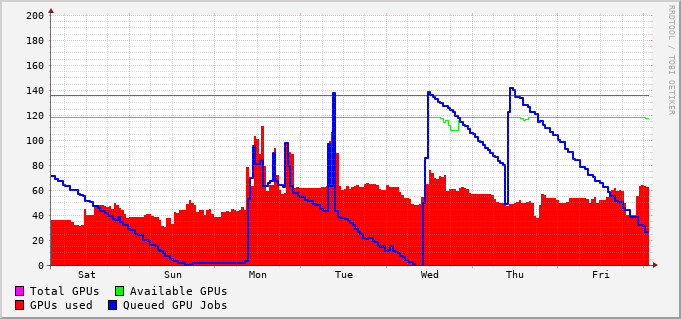 200
180
160
140
120
100
80
60
40
20
0
Sat Sun Mon Tue Wed Thu Fri
Total GPUs Available GPUs
GPUs used Queued GPU Jobs
RRDTOOL / TOBI OETIKER